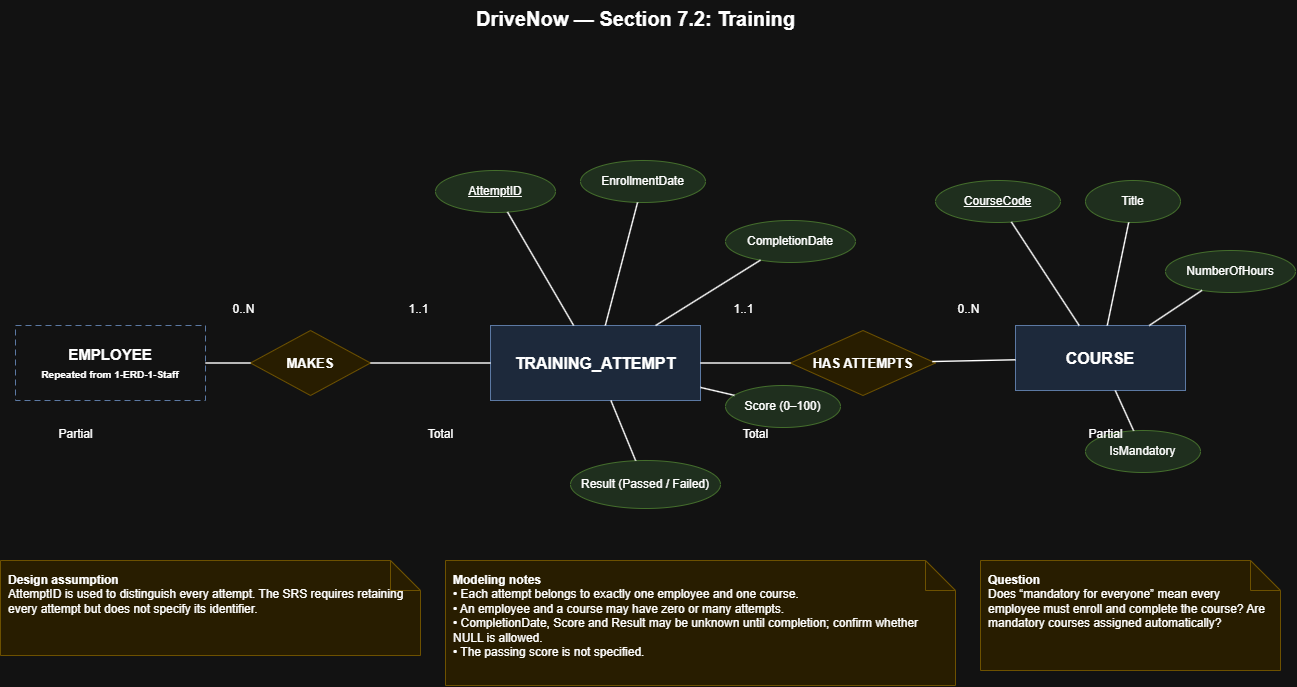 DriveNow — Section 7.2: Training
AttemptID
EnrollmentDate
CompletionDate
CourseCode
Title
NumberOfHours
0..N
1..1
1..1
0..N
EMPLOYEE
Repeated from 1-ERD-1-Staff
MAKES
TRAINING_ATTEMPT
HAS ATTEMPTS
COURSE
Score (0–100)
Partial
Total
Total
Partial
IsMandatory
Result (Passed / Failed)
Design assumption
AttemptID is used to distinguish every attempt. The SRS requires retaining
every attempt but does not specify its identifier.
Modeling notes
• Each attempt belongs to exactly one employee and one course.
• An employee and a course may have zero or many attempts.
• CompletionDate, Score and Result may be unknown until completion; confirm whether
NULL is allowed.
• The passing score is not specified.
Question
Does “mandatory for everyone” mean every
employee must enroll and complete the course? Are
mandatory courses assigned automatically?